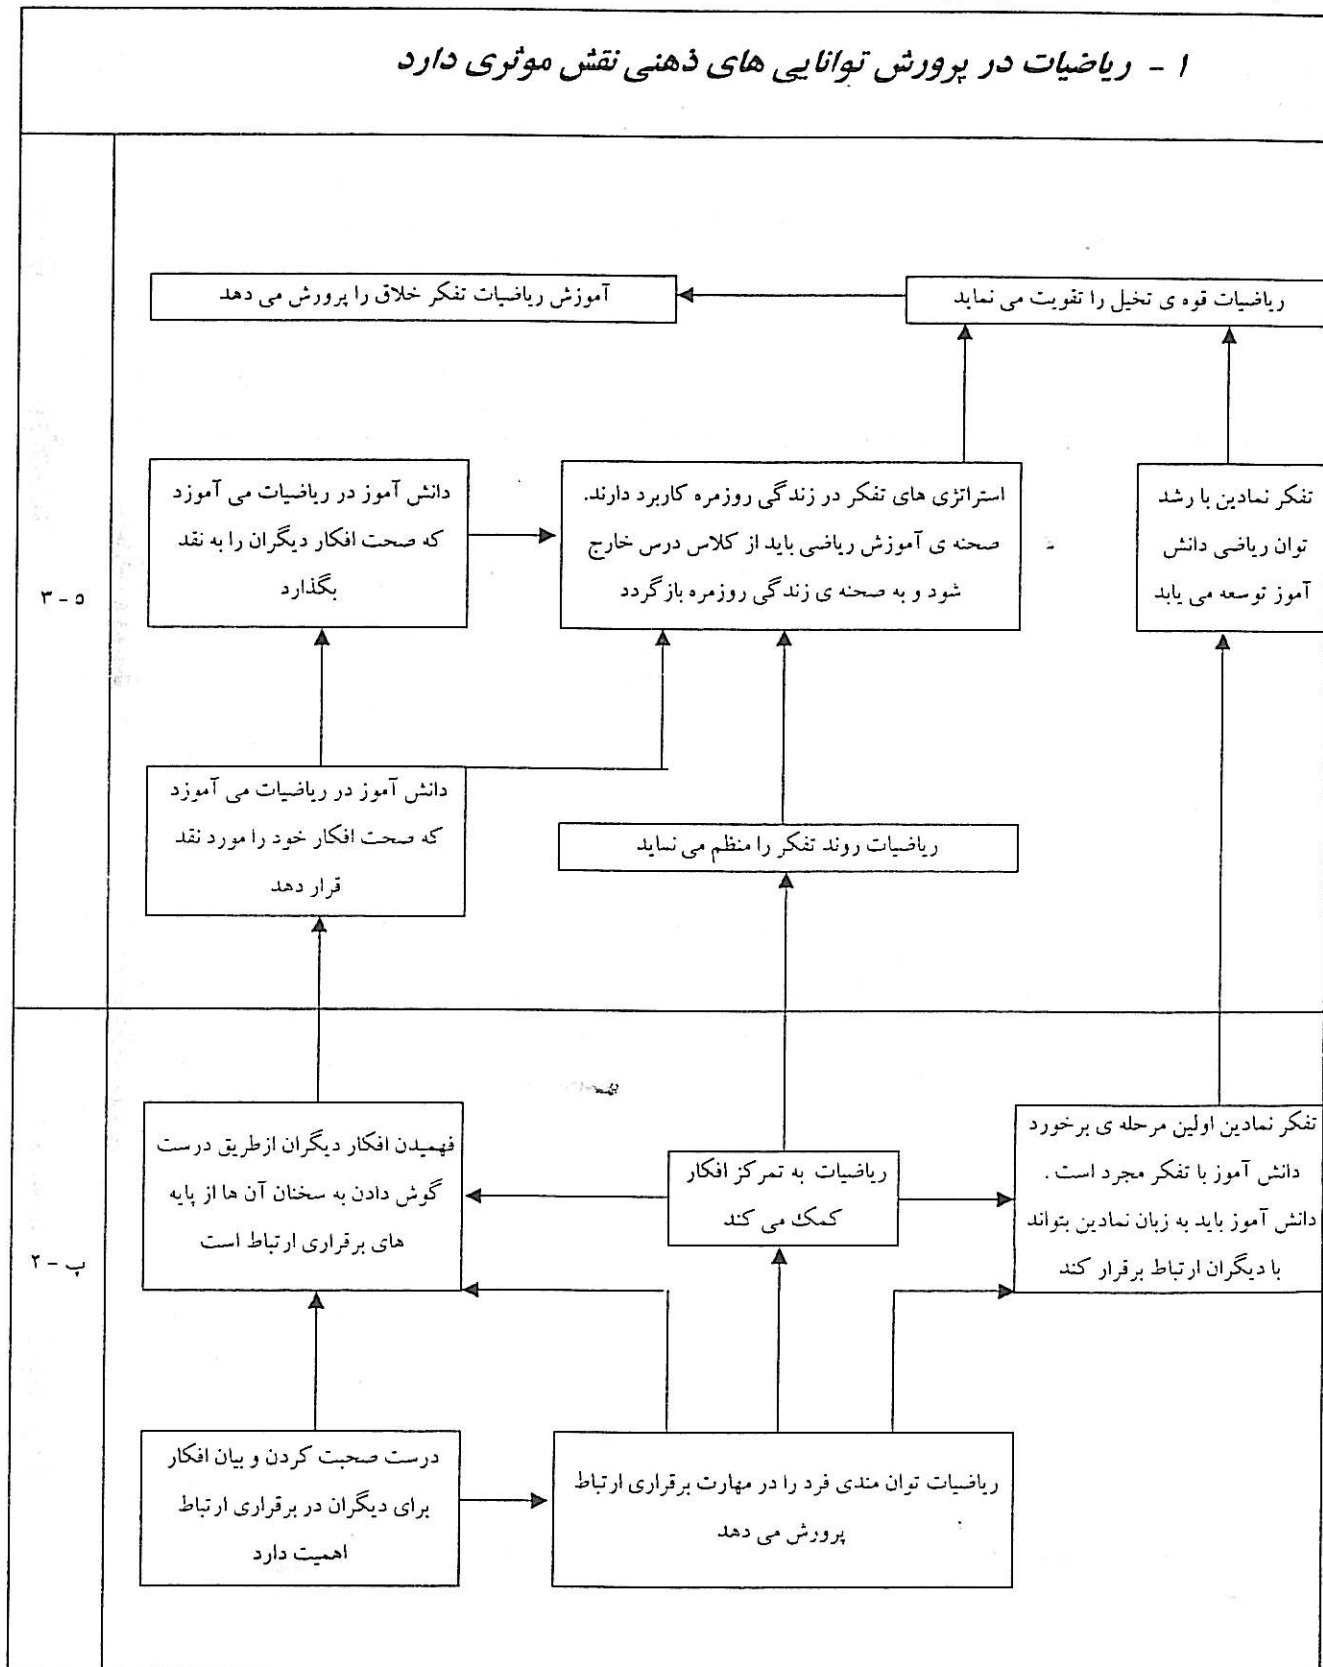 ۱ - ریاضیات در پرورش توانایی های ذهنی نقش موثری دارد
ریاضیات قوه ی تخیل را تقویت می نماید
آموزش ریاضیات تفکر خلاق را پرورش می دهد
تفکر نمادین با رشد
توان ریاضی دانش
آموز توسعه می یابد
استراتژی های تفکر در زندگی روزمره کاربرد دارند.
صحنه ی آموزش ریاضی باید از کلاس درس خارج
شود و به صحنه ی زندگی روزمره بازگردد
دانش آموز در ریاضیات می آموزد
که صحت افکار دیگران را به نقد
بگذارد
۳ - ۵
ریاضیات روند تفکر را منظم می نماید
دانش آموز در ریاضیات می آموزد
که صحت افکار خود را مورد نقد
قرار دهد
تفکر نمادین اولین مرحله ی برخورد
دانش آموز با تفکر مجرد است .
دانش آموز باید به زبان نمادین بتواند
با دیگران ارتباط برقرار کند
ریاضیات به تمرکز افکار
کمک می کند
فهمیدن افکار دیگران ازطریق درست
گوش دادن به سخنان آن ها از پایه
های برقراری ارتباط است
پ - ۲
ریاضیات توان مندی فرد را در مهارت برقراری ارتباط
پرورش می دهد
درست صحبت کردن و بیان افکار
برای دیگران در برقراری ارتباط
اهمیت دارد